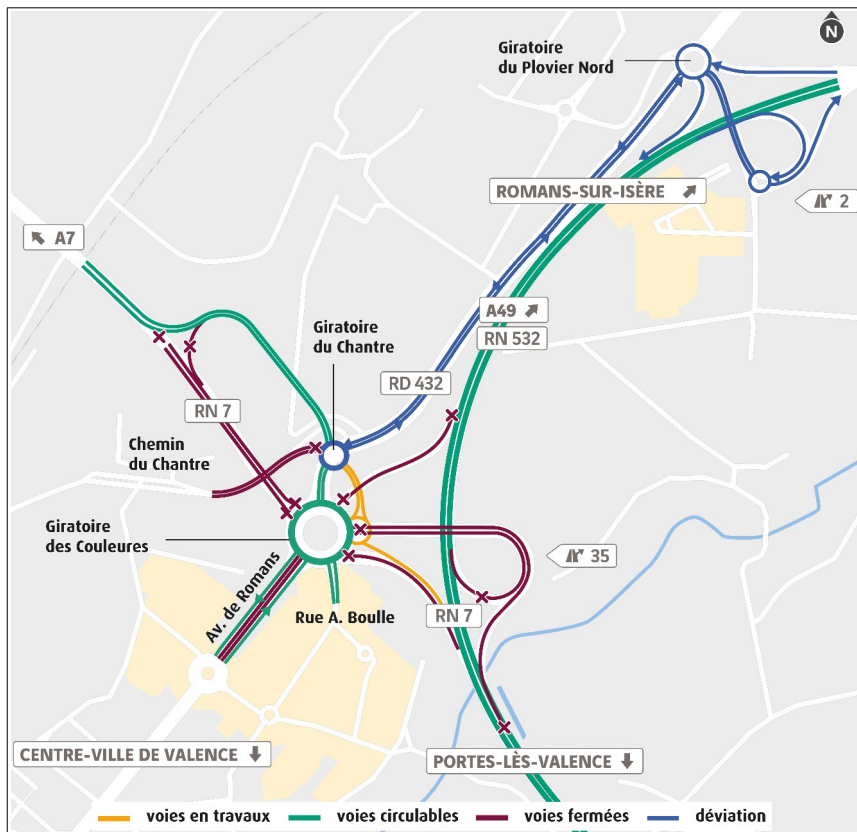 N
Giratoire
du Plovier Nord
ROMANS-SUR-ISÈRE
2
A7
A49
RN 532
Giratoire
du Chantre
RD 432
RN 7
Chemin
du Chantre
Giratoire
des Couleures
35
Av. de Romans
Rue A. Boulle
RN 7
CENTRE-VILLE DE VALENCE
PORTES-LÈS-VALENCE
voies en travaux
voies circulables
voies fermées
déviation